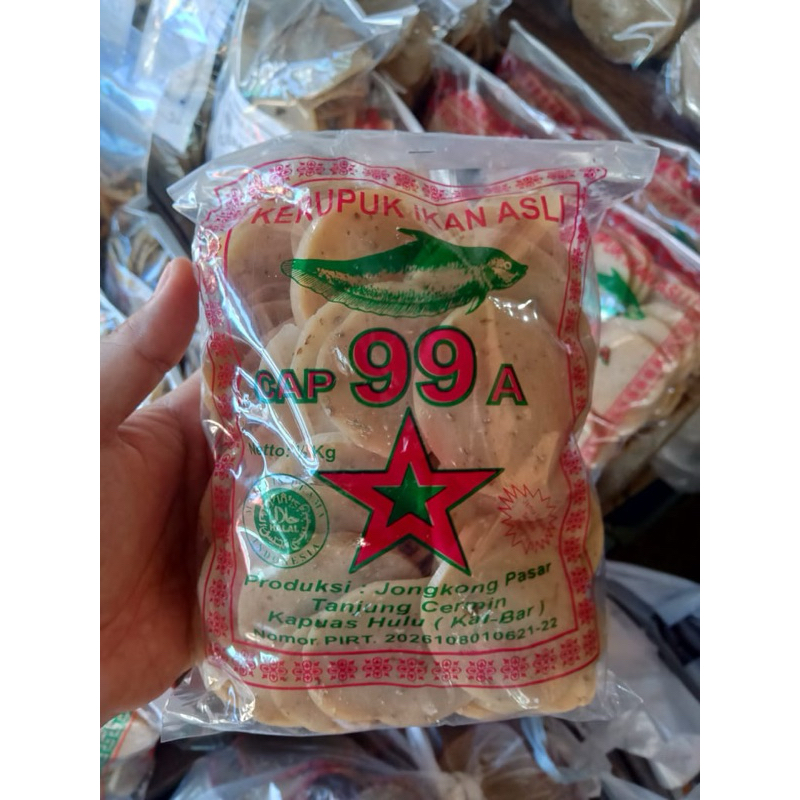 KERUPUK IKAN ASLI
CAP 99 A
Netto: Kg
HALAL
INDONESIA
Produksi : Jongkong Pasar
Tanjung Cermin
Kapuas Hulu ( Kal-Bar )
Nomor PIRT. 2026108010621-22